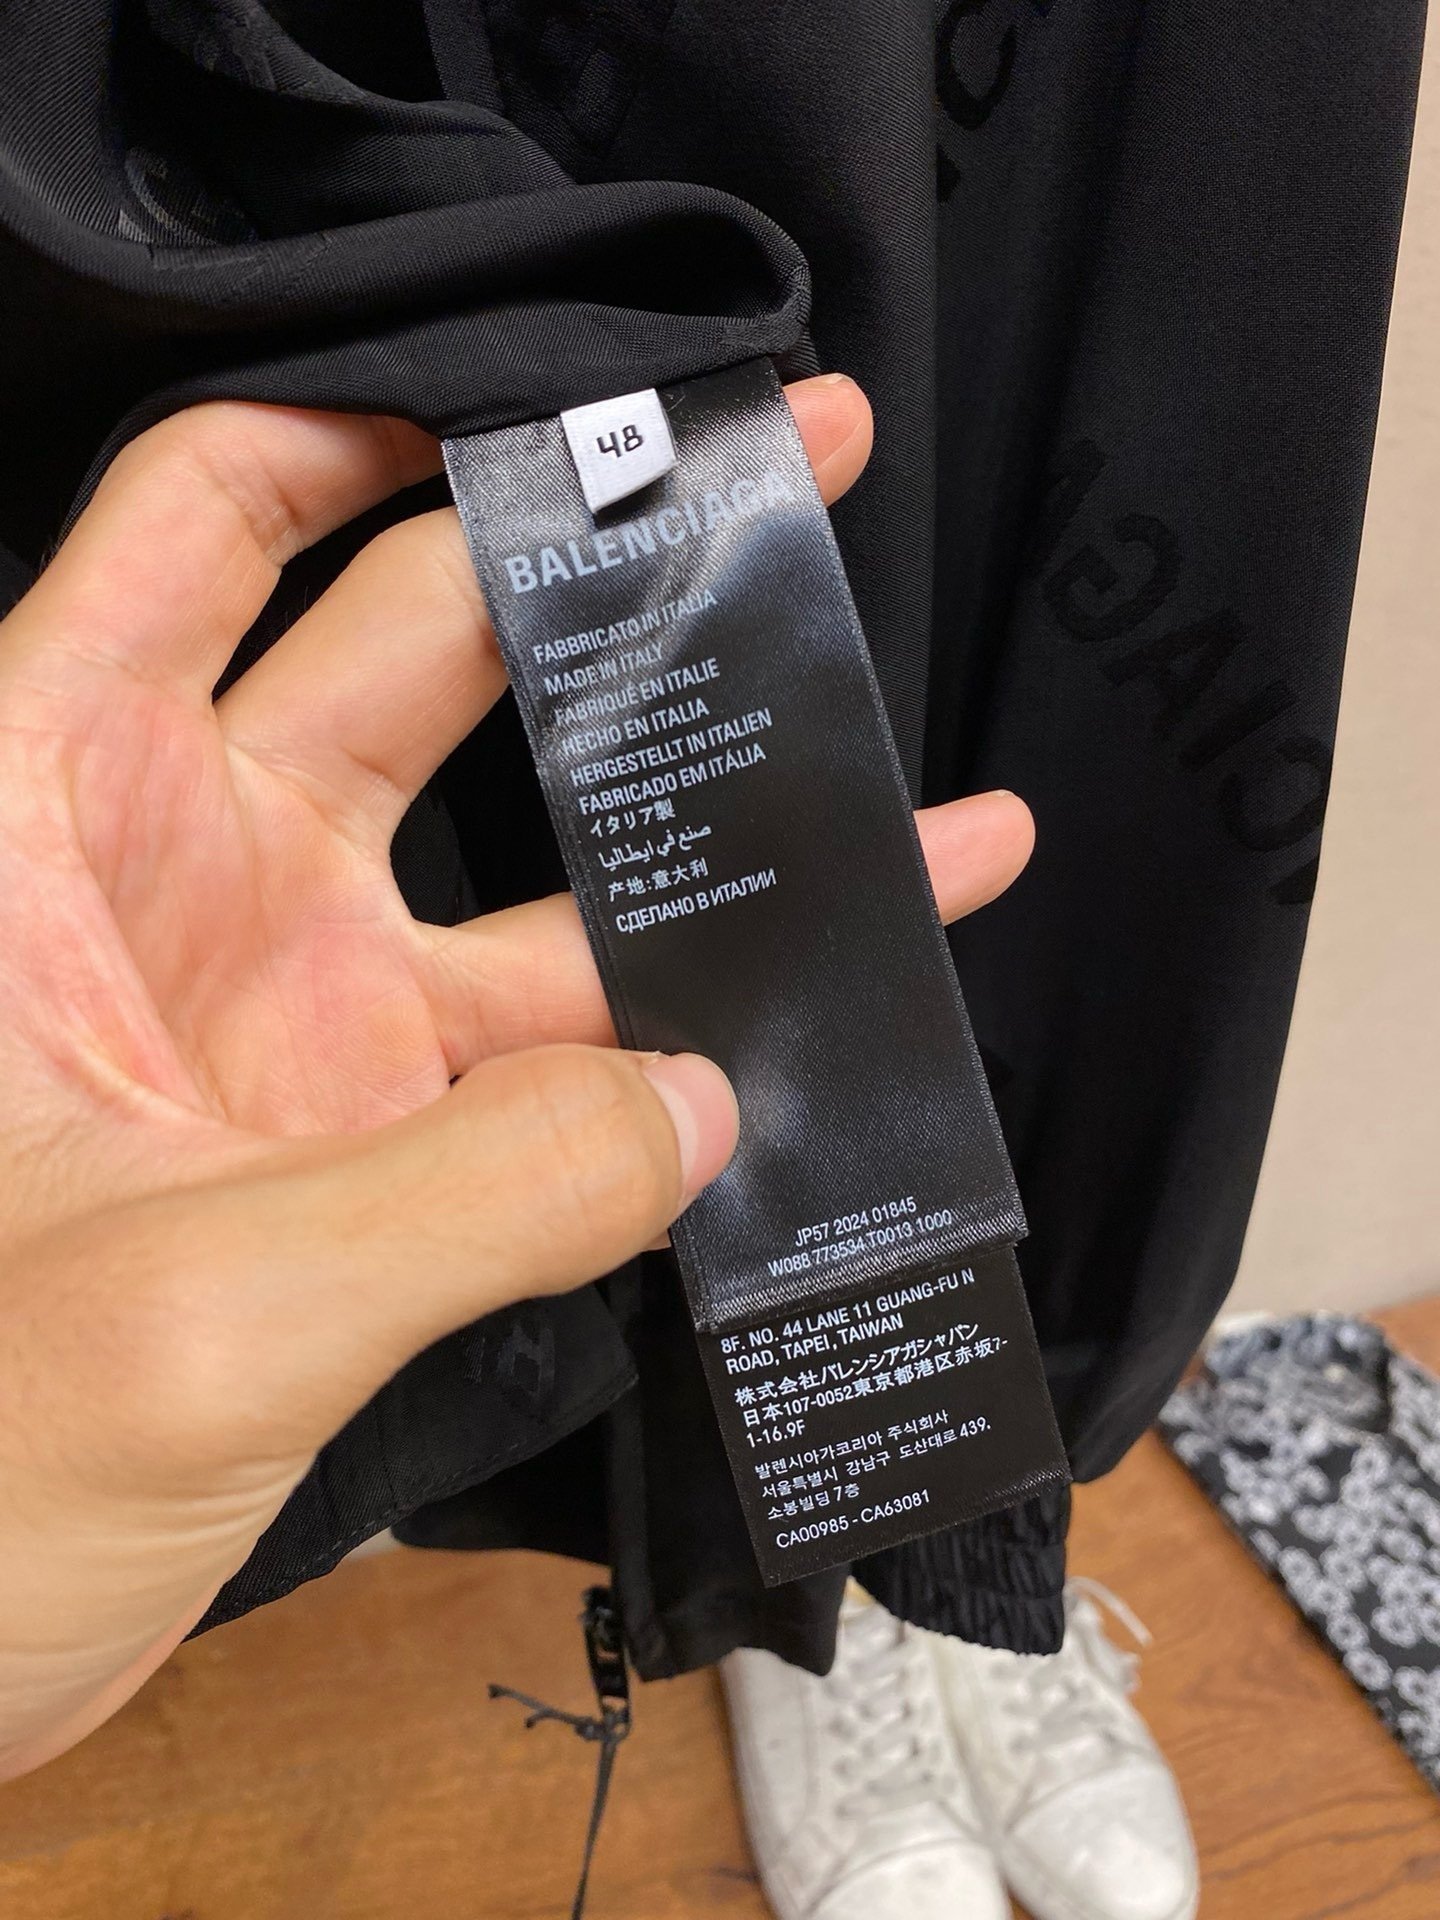 48
BALENCIAGA
FABBRICATO IN ITALIA
MADE IN ITALY
FABRIQUÉ EN ITALIE
HECHO EN ITALIA
HERGESTELLT IN ITALIEN
FABRICADO EM ITÁLIA
イタリア製
صنع في ايطاليا
产地:意大利
СДЕЛАНО В ИТАЛИИ
JP57 2024 01845
W088 773534 T0013 1000
8F. NO. 44 LANE 11 GUANG-FU N
ROAD, TAPEI, TAIWAN
株式会社バレンシアガジャパン
日本107-0052東京都港区赤坂7-
1-16.9F
발렌시아가코리아 주식회사
서울특별시 강남구 도산대로 439.
소봉빌딩 7층
CA00985 - CA63081